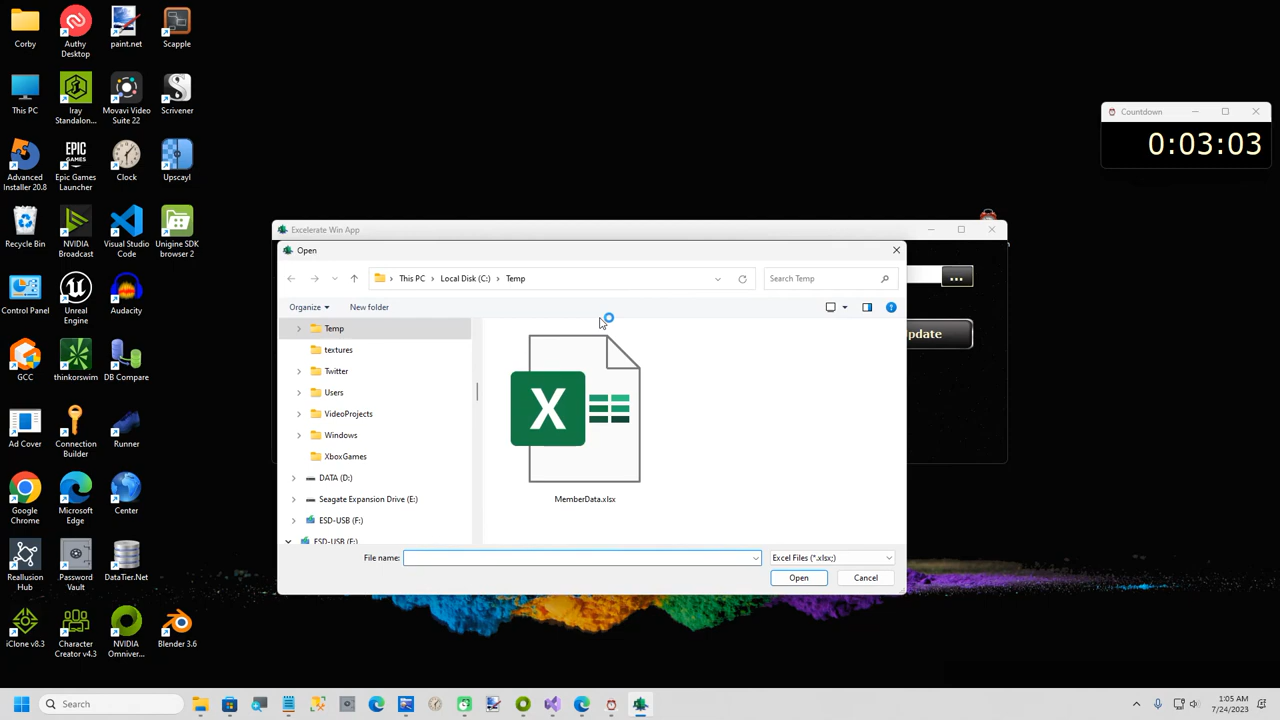 Corby
Authy
Desktop
paint.net
Scapple
This PC
Iray
Standalon...
Movavi Video
Suite 22
Scrivener
Advanced
Installer 20.8
EPIC
GAMES
Epic Games
Launcher
Clock
Upscayl
Recycle Bin
NVIDIA
Broadcast
Visual Studio
Code
Unigine SDK
browser 2
Control Panel
Unreal
Engine
Audacity
GCC
thinkorswim
DB Compare
Ad Cover
Connection
Builder
Runner
Google
Chrome
Microsoft
Edge
Center
Reallusion
Hub
Password
Vault
DataTier.Net
iClone v8.3
Character
Creator v4.3
NVIDIA
Omniver...
Blender 3.6
Countdown
0:03:03
Excelerate Win App
...
pdate
Open
This PC > Local Disk (C:) > Temp
Search Temp
Organize
New folder
Temp
textures
Twitter
Users
VideoProjects
Windows
XboxGames
DATA (D:)
Seagate Expansion Drive (E:)
ESD-USB (F:)
ESD-USB (F:)
X
MemberData.xlsx
File name:
Excel Files (*.xlsx;)
Open
Cancel
Search
1:05 AM
7/24/2023